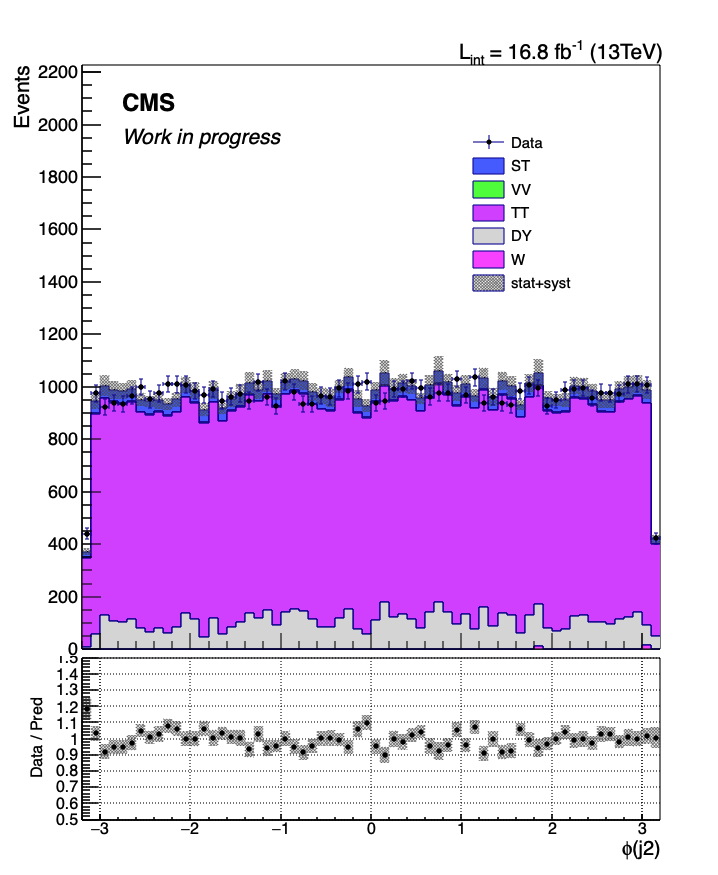 L_int = 16.8 fb^-1 (13TeV)
Events
2200
CMS
2000
Work in progress
Data
1800
ST
VV
1600
TT
DY
1400
W
stat+syst
1200
1000
800
600
400
200
0
1.5
1.4
1.3
1.2
1.1
1
0.9
0.8
0.7
0.6
0.5
Data / Pred
−3 −2 −1 0 1 2 3
ϕ(j2)